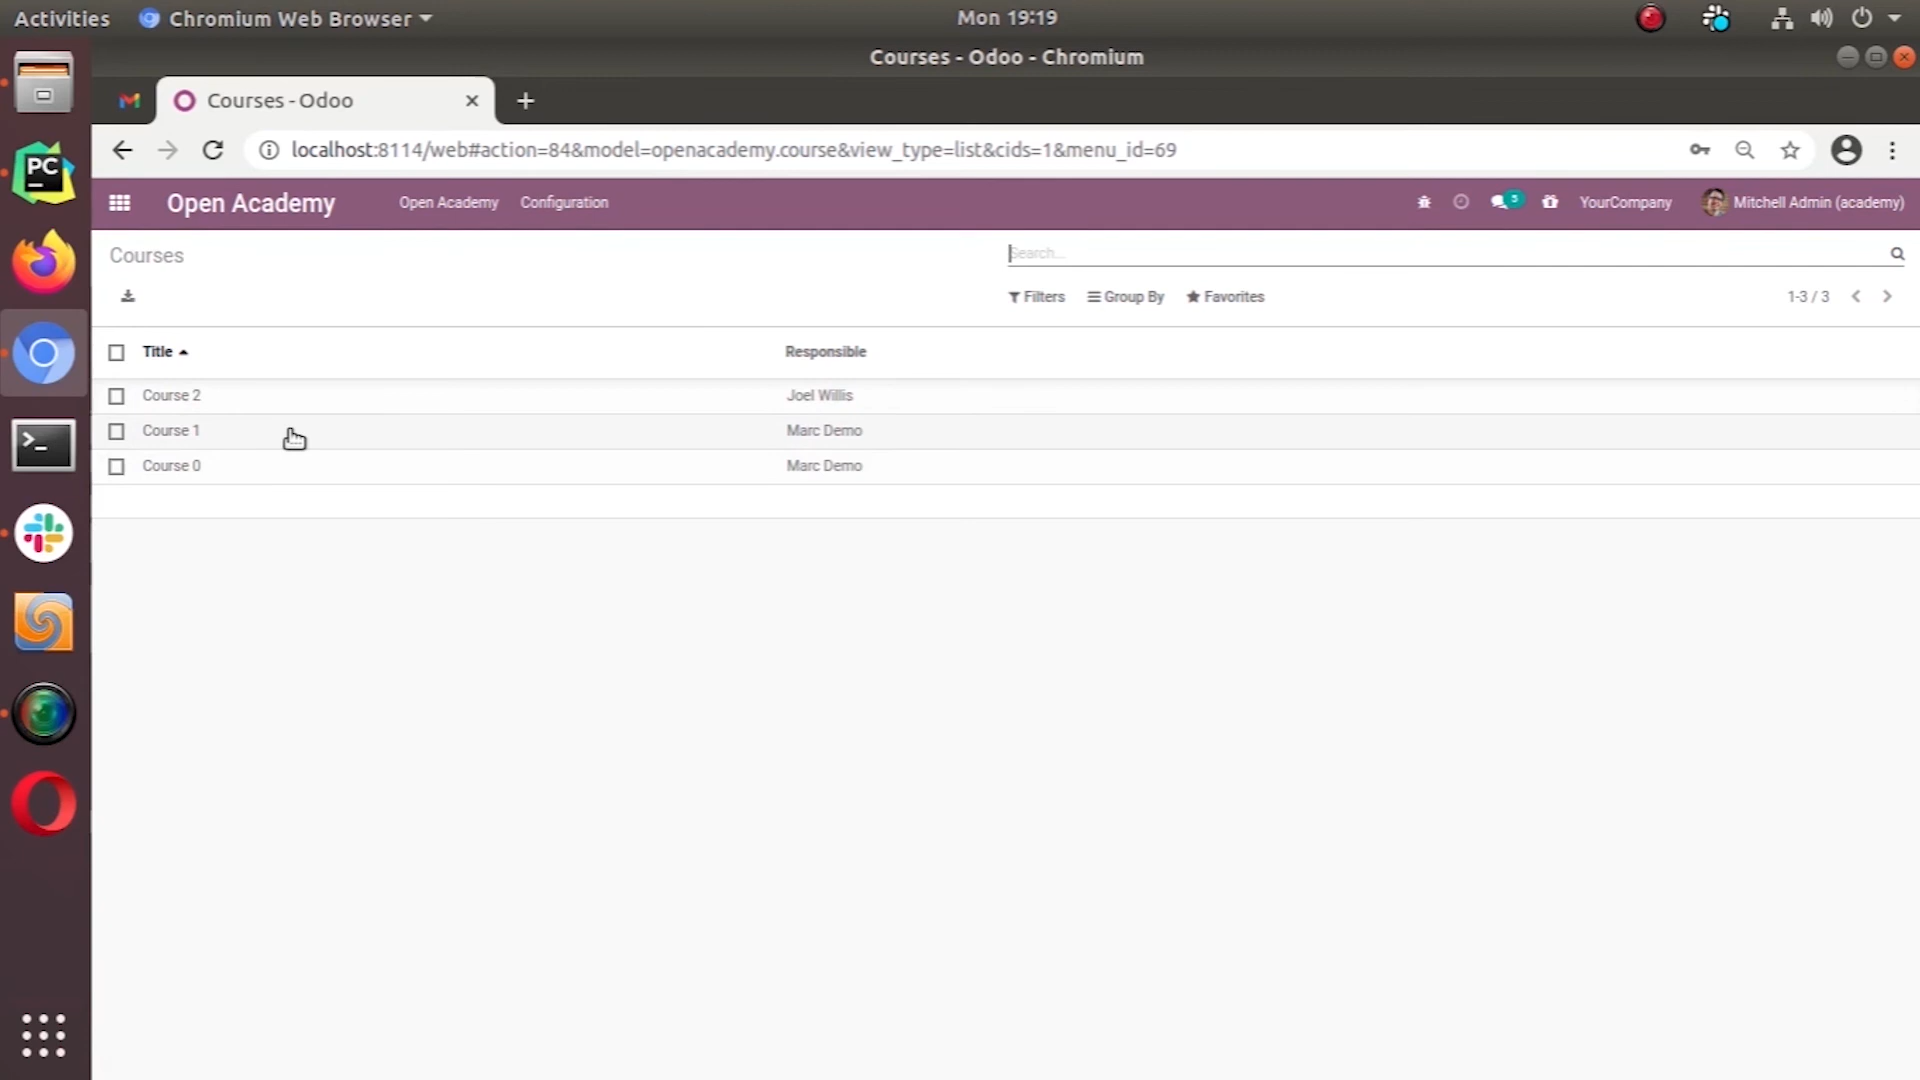 Activities Chromium Web Browser Mon 19:19
Courses - Odoo - Chromium
Courses - Odoo
localhost:8114/web#action=84&model=openacademy.course&view_type=list&cids=1&menu_id=69
Open Academy Open Academy Configuration 5 YourCompany Mitchell Admin (academy)
Courses Search...
Filters Group By Favorites 1-3 / 3
Title Responsible
Course 2 Joel Willis
Course 1 Marc Demo
Course 0 Marc Demo
PC
>_